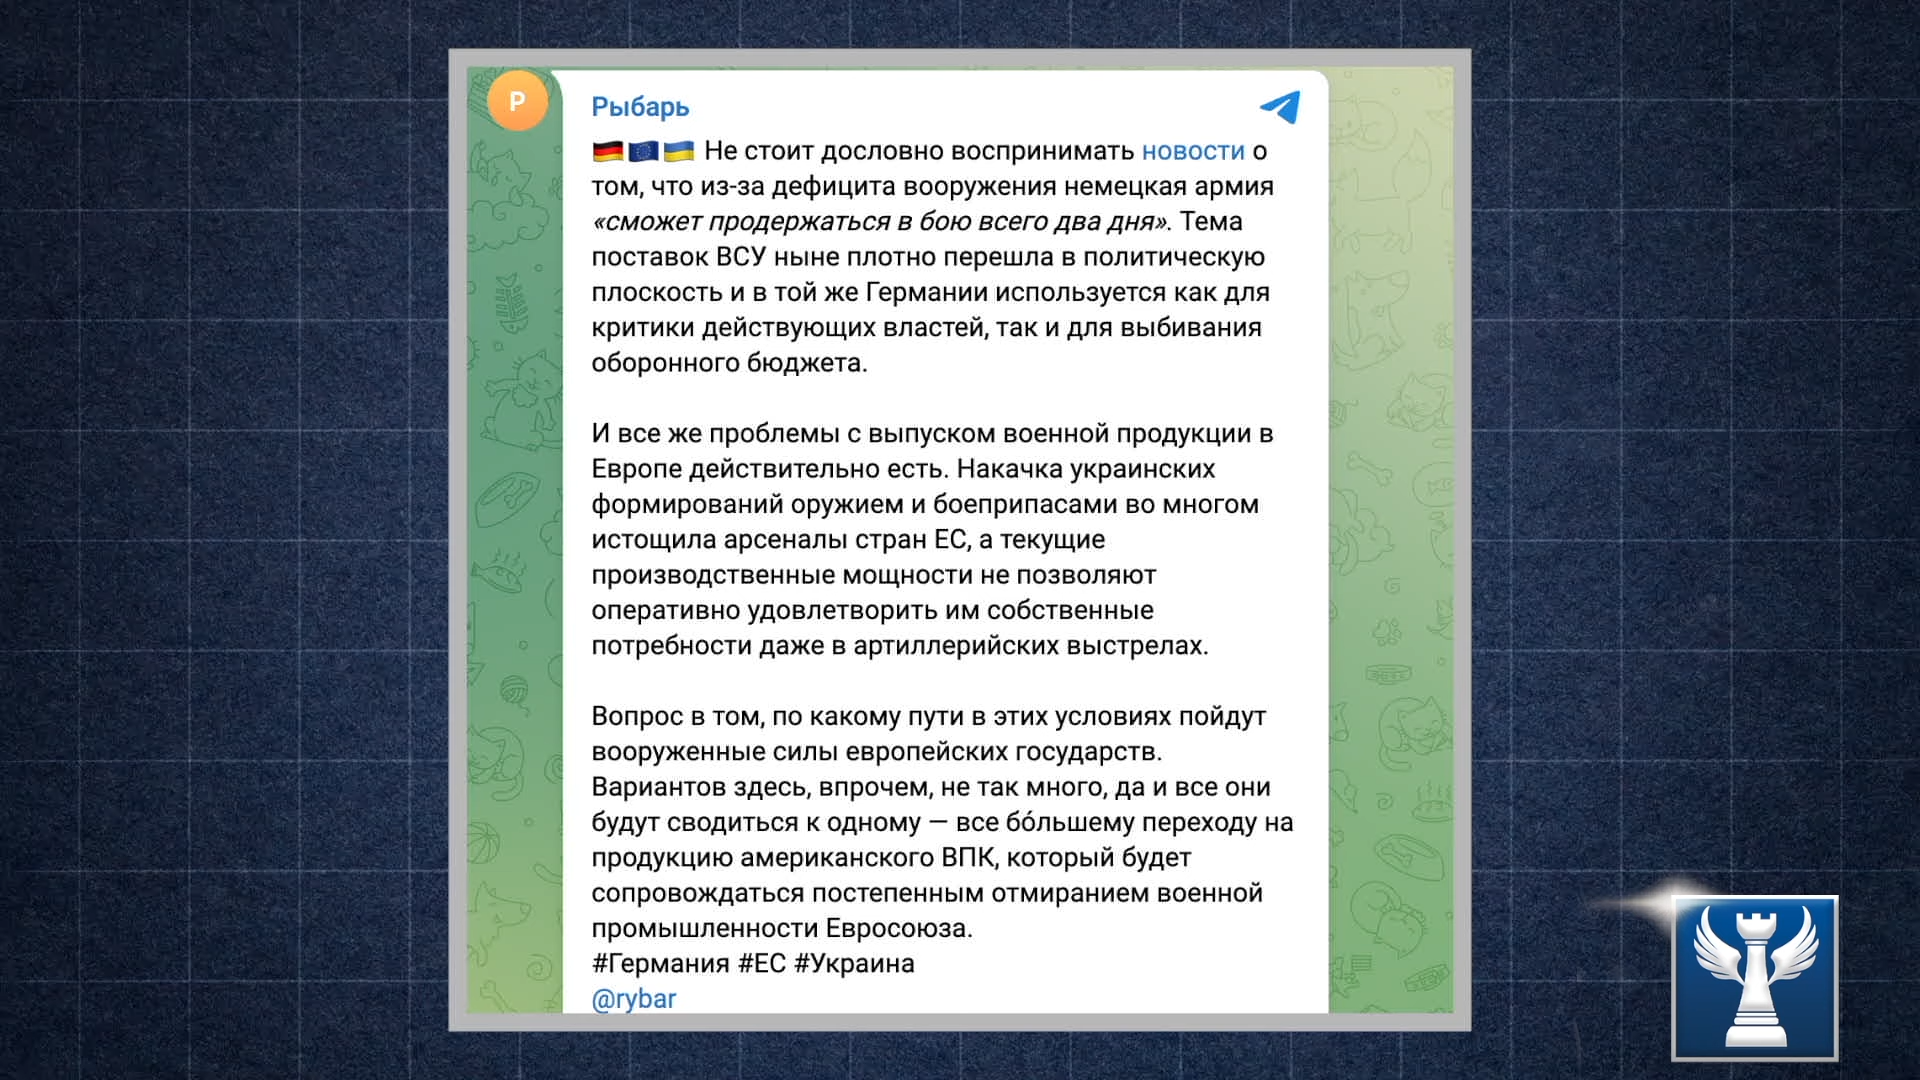 P
Рыбарь
🇩🇪🇪🇺🇺🇦 Не стоит дословно воспринимать новости о
том, что из-за дефицита вооружения немецкая армия
«сможет продержаться в бою всего два дня». Тема
поставок ВСУ ныне плотно перешла в политическую
плоскость и в той же Германии используется как для
критики действующих властей, так и для выбивания
оборонного бюджета.
И все же проблемы с выпуском военной продукции в
Европе действительно есть. Накачка украинских
формирований оружием и боеприпасами во многом
истощила арсеналы стран ЕС, а текущие
производственные мощности не позволяют
оперативно удовлетворить им собственные
потребности даже в артиллерийских выстрелах.
Вопрос в том, по какому пути в этих условиях пойдут
вооруженные силы европейских государств.
Вариантов здесь, впрочем, не так много, да и все они
будут сводиться к одному — все бо́льшему переходу на
продукцию американского ВПК, который будет
сопровождаться постепенным отмиранием военной
промышленности Евросоюза.
#Германия #ЕС #Украина
@rybar